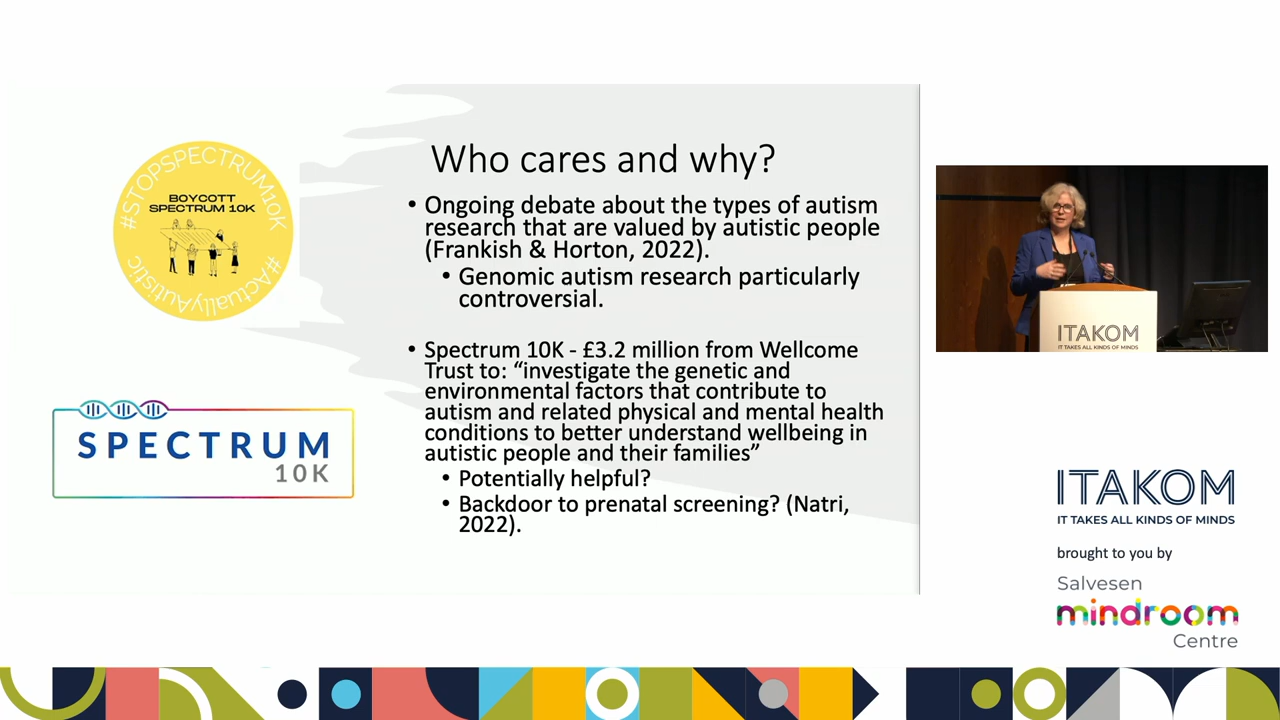 #STOPSPECTRUM10K
BOYCOTT
SPECTRUM 10K
#ActuallyAutistic
SPECTRUM
10K
Who cares and why?
• Ongoing debate about the types of autism
research that are valued by autistic people
(Frankish & Horton, 2022).
• Genomic autism research particularly
controversial.
• Spectrum 10K - £3.2 million from Wellcome
Trust to: “investigate the genetic and
environmental factors that contribute to
autism and related physical and mental health
conditions to better understand wellbeing in
autistic people and their families”
• Potentially helpful?
• Backdoor to prenatal screening? (Natri,
2022).
ITAKOM
IT TAKES ALL KINDS OF MINDS
ITAKOM
IT TAKES ALL KINDS OF MINDS
brought to you by
Salvesen
mindroom
Centre